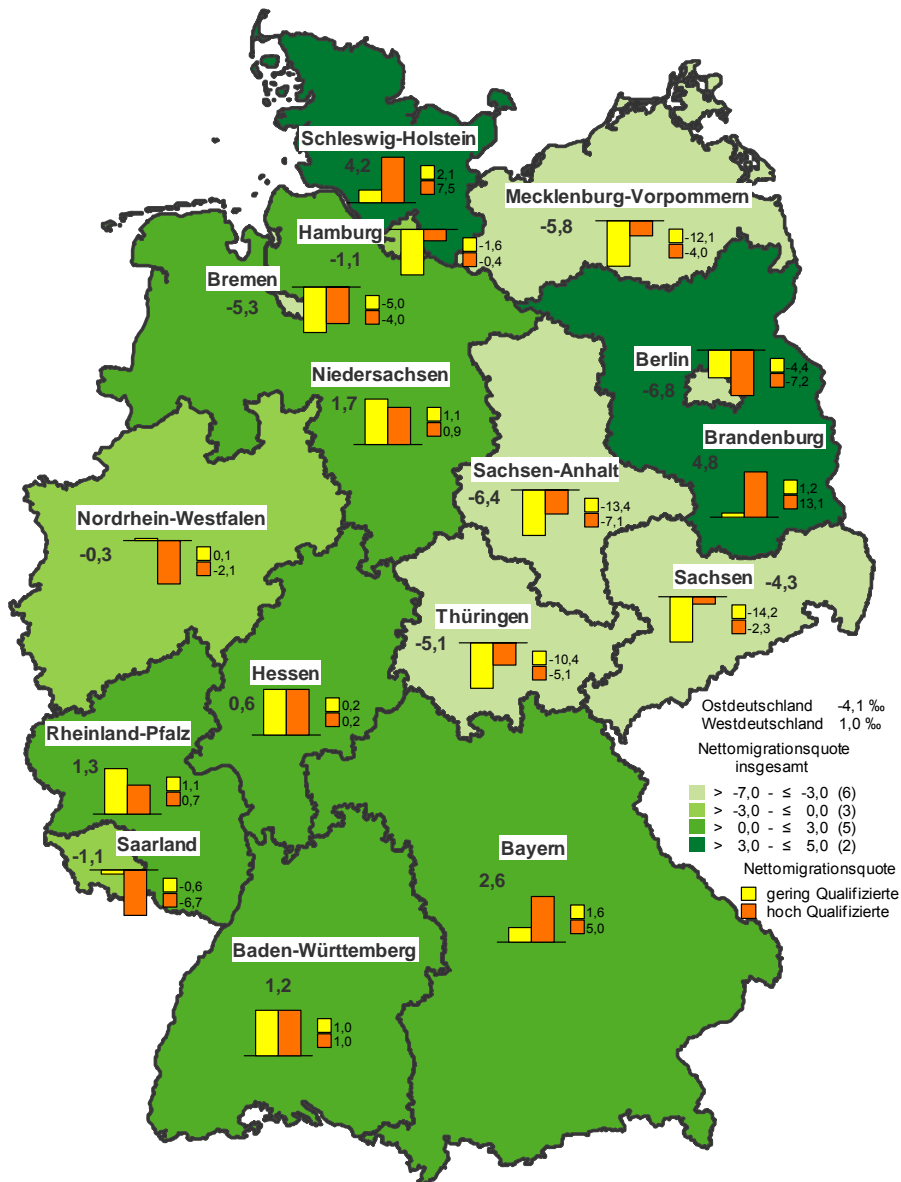 Schleswig-Holstein
4,2
2,1
7,5
Mecklenburg-Vorpommern
-5,8
-12,1
-4,0
Hamburg
-1,1
-1,6
-0,4
Bremen
-5,3
-5,0
-4,0
Berlin
-6,8
-4,4
-7,2
Niedersachsen
1,7
1,1
0,9
Brandenburg
4,8
1,2
13,1
Sachsen-Anhalt
-6,4
-13,4
-7,1
Nordrhein-Westfalen
-0,3
0,1
-2,1
Sachsen
-4,3
-14,2
-2,3
Thüringen
-5,1
-10,4
-5,1
Hessen
0,6
0,2
0,2
Rheinland-Pfalz
1,3
1,1
0,7
Saarland
-1,1
-0,6
-6,7
Bayern
2,6
1,6
5,0
Baden-Württemberg
1,2
1,0
1,0
Ostdeutschland -4,1 ‰
Westdeutschland 1,0 ‰
Nettomigrationsquote
insgesamt
> -7,0 - ≤ -3,0 (6)
> -3,0 - ≤ 0,0 (3)
> 0,0 - ≤ 3,0 (5)
> 3,0 - ≤ 5,0 (2)
Nettomigrationsquote
gering Qualifizierte
hoch Qualifizierte